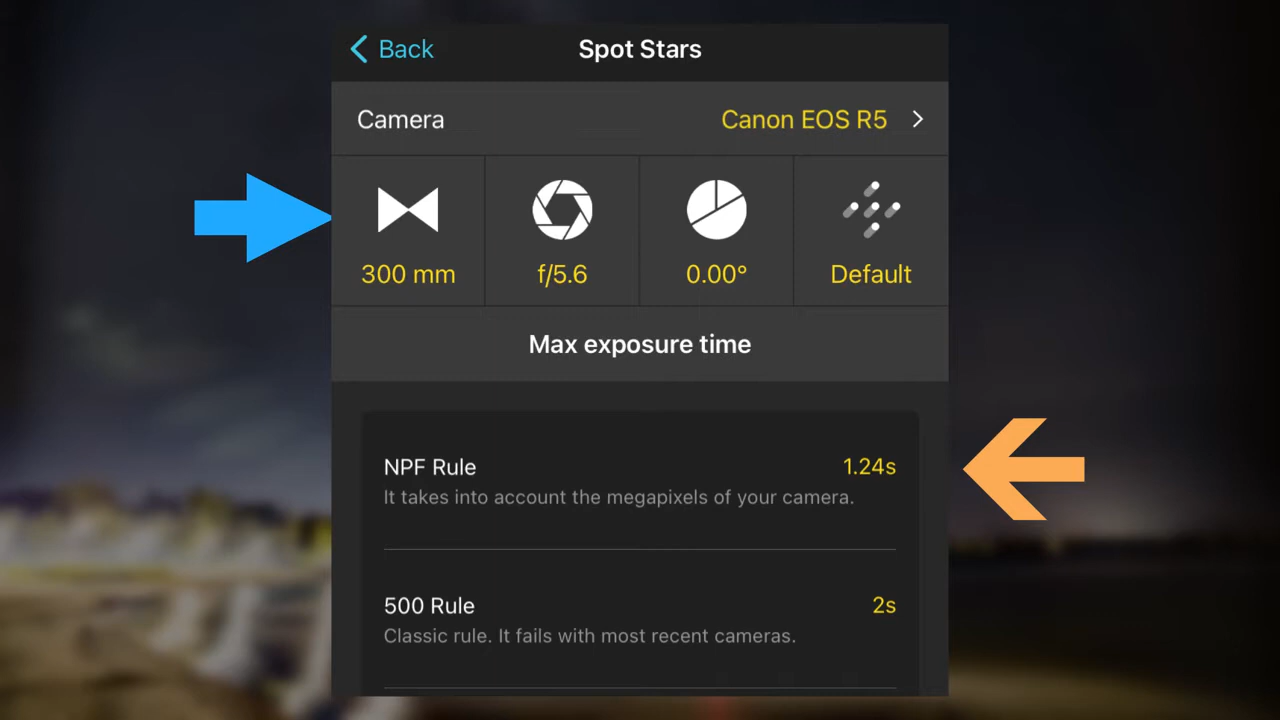 Back
Spot Stars
Camera
Canon EOS R5
300 mm
f/5.6
0.00°
Default
Max exposure time
NPF Rule
1.24s
It takes into account the megapixels of your camera.
500 Rule
2s
Classic rule. It fails with most recent cameras.